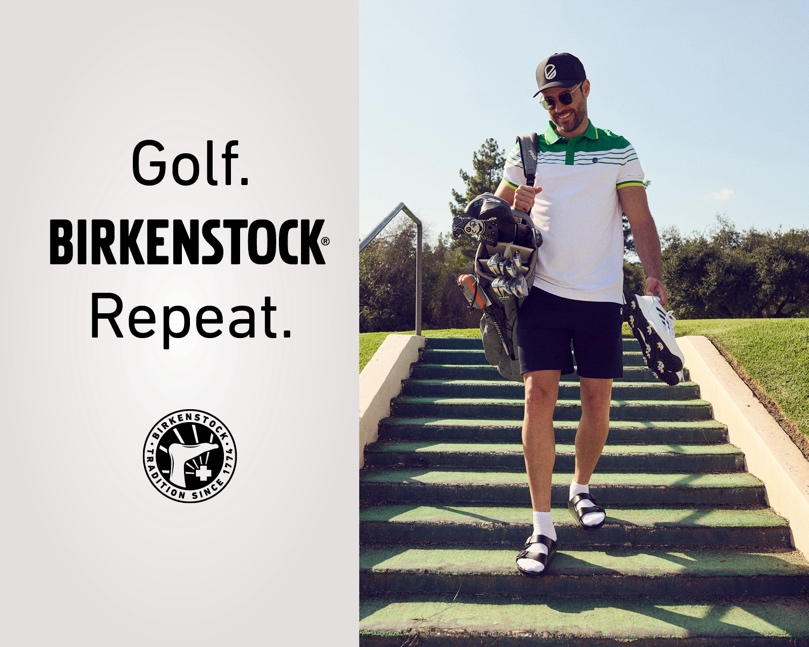 Golf.
BIRKENSTOCK®
Repeat.
BIRKENSTOCK
TRADITION SINCE 1774